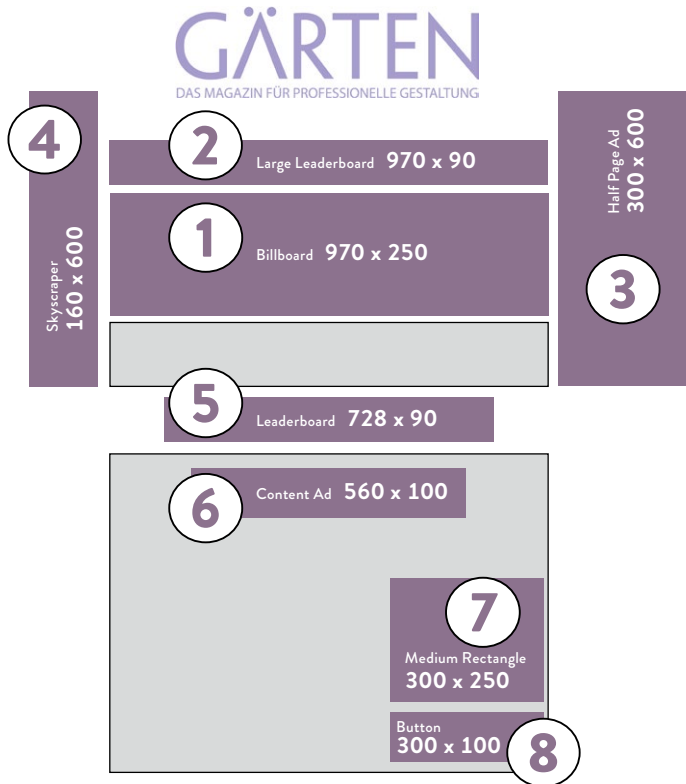 GÄRTEN
DAS MAGAZIN FÜR PROFESSIONELLE GESTALTUNG
4
Skyscraper
160 x 600
2
Large Leaderboard 970 x 90
1
Billboard 970 x 250
Half Page Ad
300 x 600
3
5
Leaderboard 728 x 90
6
Content Ad 560 x 100
7
Medium Rectangle
300 x 250
Button
300 x 100
8